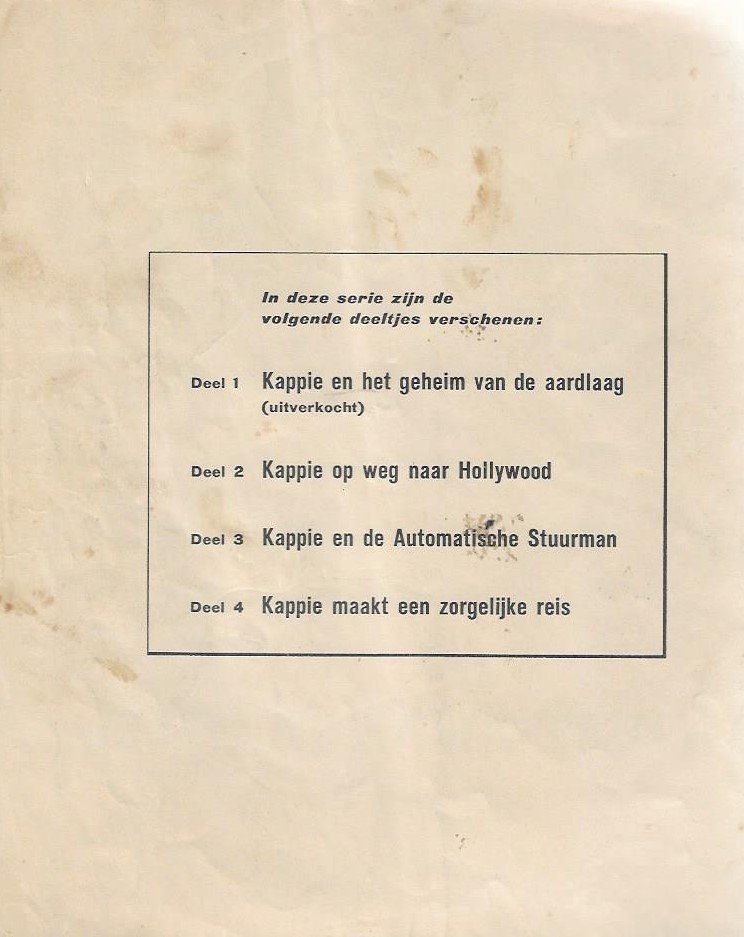 In deze serie zijn de
volgende deeltjes verschenen:
Deel 1 Kappie en het geheim van de aardlaag
(uitverkocht)
Deel 2 Kappie op weg naar Hollywood
Deel 3 Kappie en de Automatische Stuurman
Deel 4 Kappie maakt een zorgelijke reis